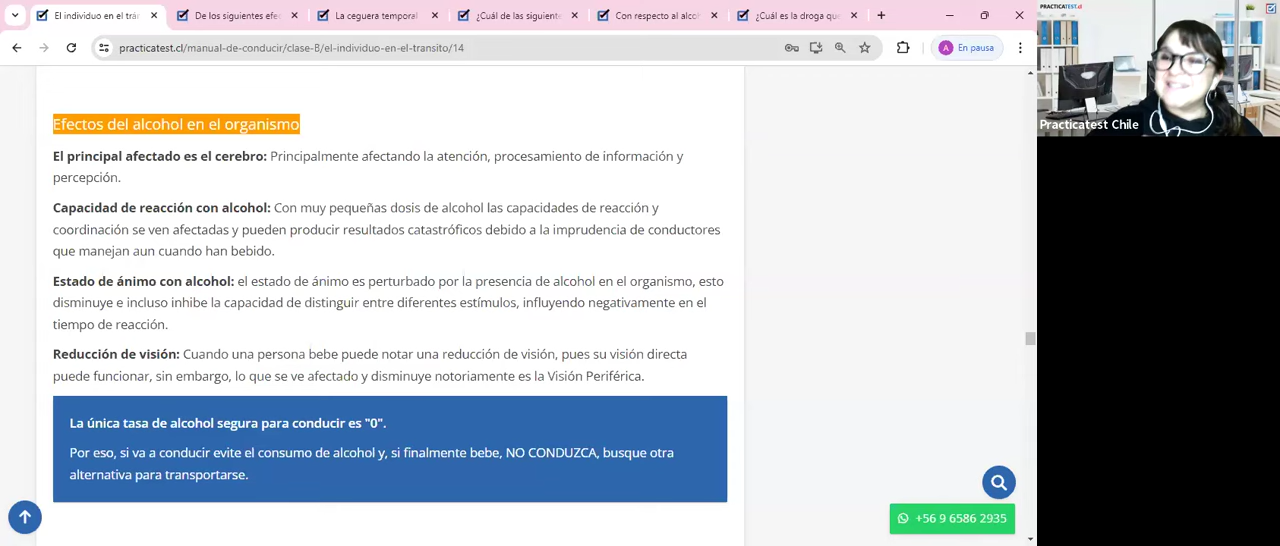 El individuo en el trán
De los siguientes efe
La ceguera temporal
¿Cuál de las siguiente
Con respecto al alcoh
¿Cuál es la droga que
practicatest.cl/manual-de-conducir/clase-B/el-individuo-en-el-transito/14
A
En pausa
PRACTICATEST.cl
Practicatest Chile
Efectos del alcohol en el organismo
El principal afectado es el cerebro: Principalmente afectando la atención, procesamiento de información y
percepción.
Capacidad de reacción con alcohol: Con muy pequeñas dosis de alcohol las capacidades de reacción y
coordinación se ven afectadas y pueden producir resultados catastróficos debido a la imprudencia de conductores
que manejan aun cuando han bebido.
Estado de ánimo con alcohol: el estado de ánimo es perturbado por la presencia de alcohol en el organismo, esto
disminuye e incluso inhibe la capacidad de distinguir entre diferentes estímulos, influyendo negativamente en el
tiempo de reacción.
Reducción de visión: Cuando una persona bebe puede notar una reducción de visión, pues su visión directa
puede funcionar, sin embargo, lo que se ve afectado y disminuye notoriamente es la Visión Periférica.
La única tasa de alcohol segura para conducir es "0".
Por eso, si va a conducir evite el consumo de alcohol y, si finalmente bebe, NO CONDUZCA, busque otra
alternativa para transportarse.
+56 9 6586 2935